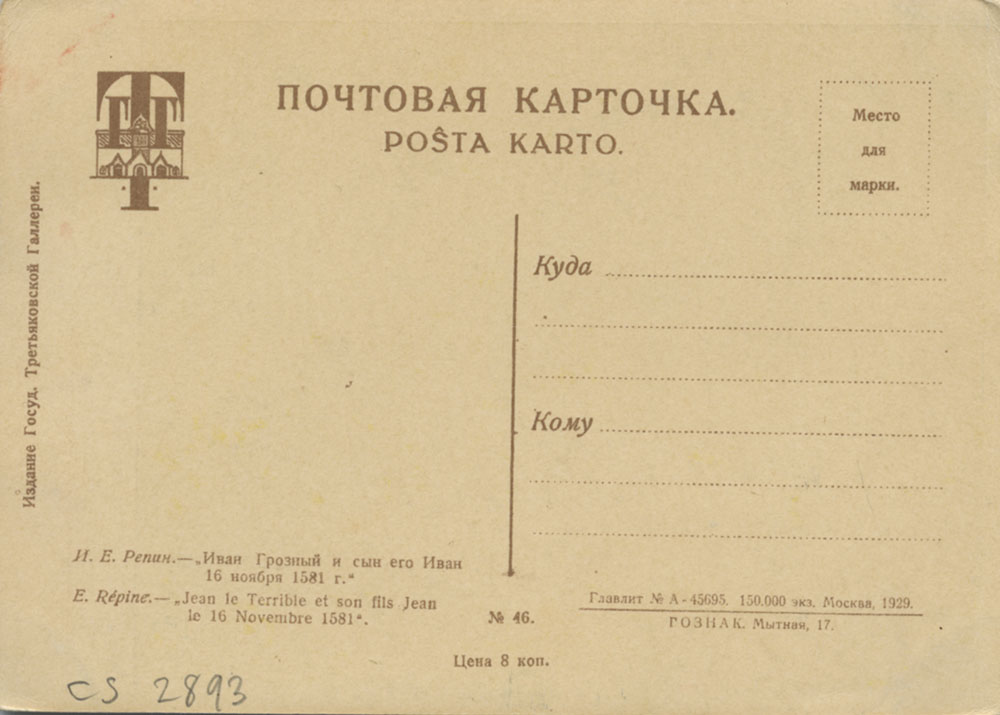 ПОЧТОВАЯ КАРТОЧКА.
POŜTA KARTO.
Место
для
марки.
Издание Госуд. Третьяковской Галлереи.
Куда
Кому
И. Е. Репин.—„Иван Грозный и сын его Иван
16 ноября 1581 г.“
E. Répine.—„Jean le Terrible et son fils Jean
le 16 Novembre 1581“.
№ 46.
Главлит № А-45695. 150.000 экз. Москва, 1929.
ГОЗНАК. Мытная, 17.
Цена 8 коп.
CS 2893